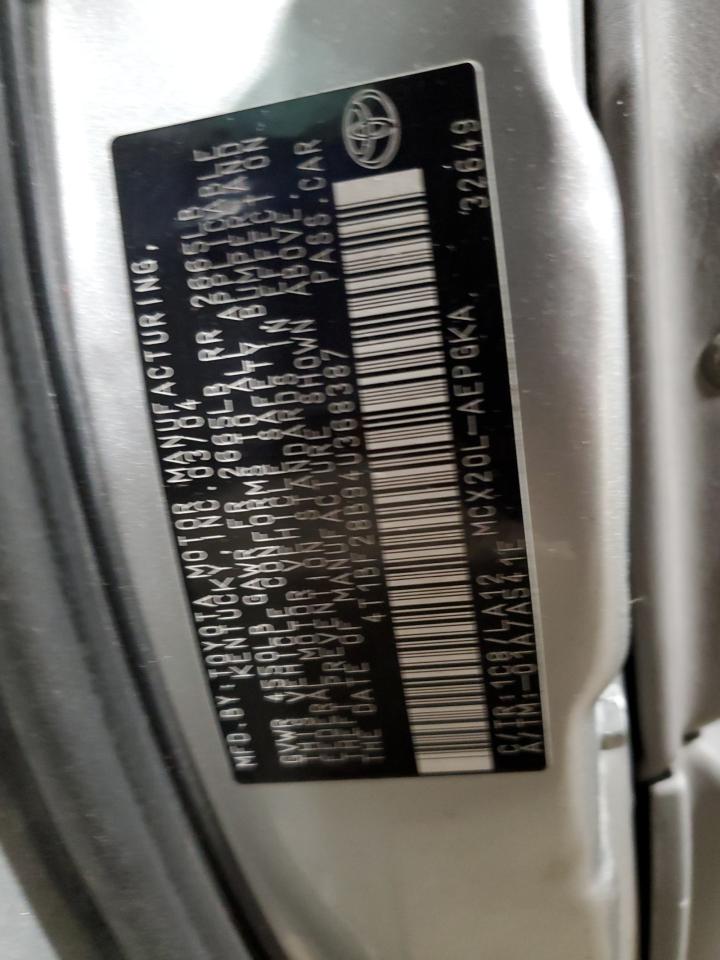 MFD.BY:TOYOTA MOTOR MANUFACTURING,
KENTUCKY, INC. 03/04
GVWR 4550LB GAWR FR 2665LB RR 2665LB
THIS VEHICLE CONFORMS TO ALL APPLICABLE
FEDERAL MOTOR VEHICLE SAFETY BUMPER, AND
THEFT PREVENTION STANDARDS IN EFFECT ON
THE DATE OF MANUFACTURE SHOWN ABOVE.
4T1BF28B94U368387 PASS.CAR
C/TR:1C8/LA12 MCX20L-AEPGKA 32649
A/TM:-01A/A541E